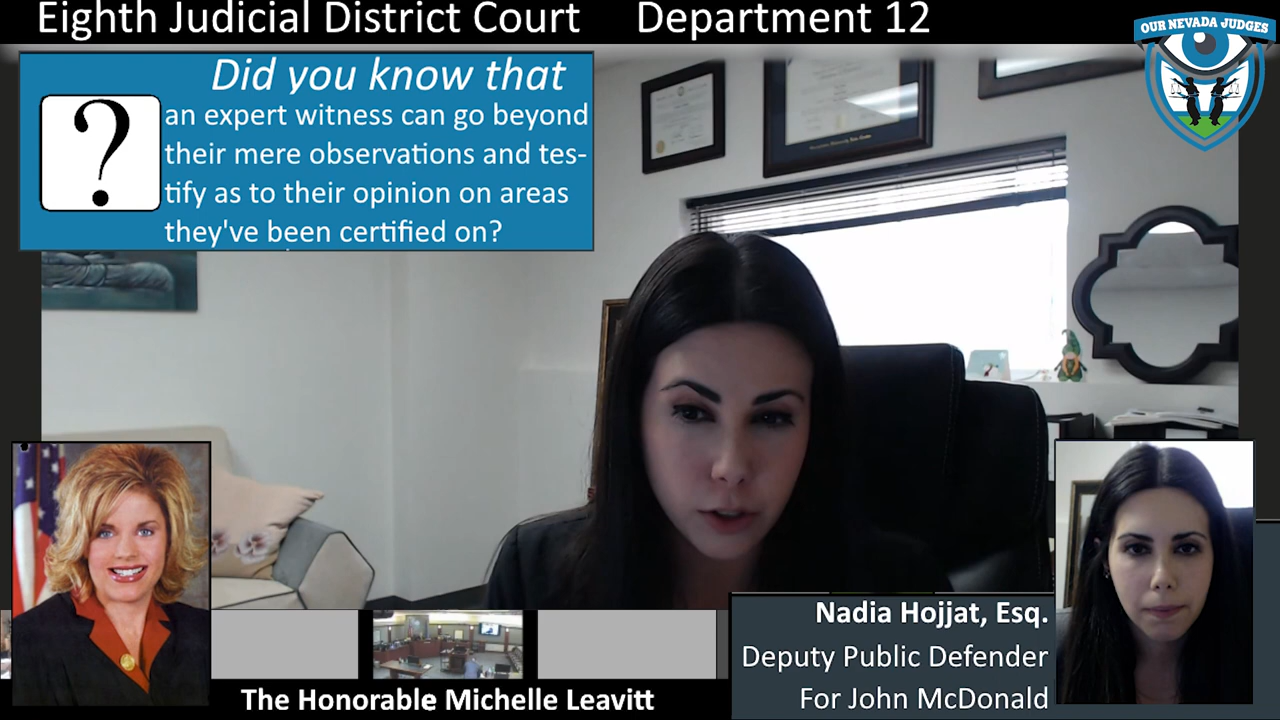 Eighth Judicial District Court Department 12
OUR NEVADA JUDGES
Did you know that
?
an expert witness can go beyond
their mere observations and tes-
tify as to their opinion on areas
they've been certified on?
Nadia Hojjat, Esq.
Deputy Public Defender
For John McDonald
The Honorable Michelle Leavitt